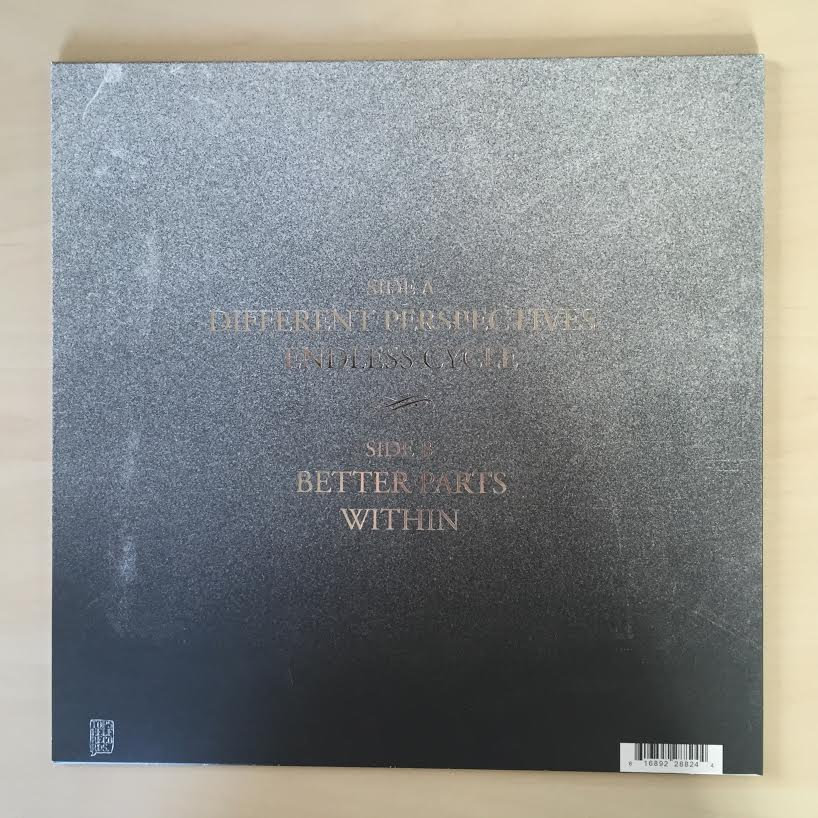 SIDE A
DIFFERENT PERSPECTIVES
ENDLESS CYCLE
SIDE B
BETTER PARTS
WITHIN
8 16892 28824 4